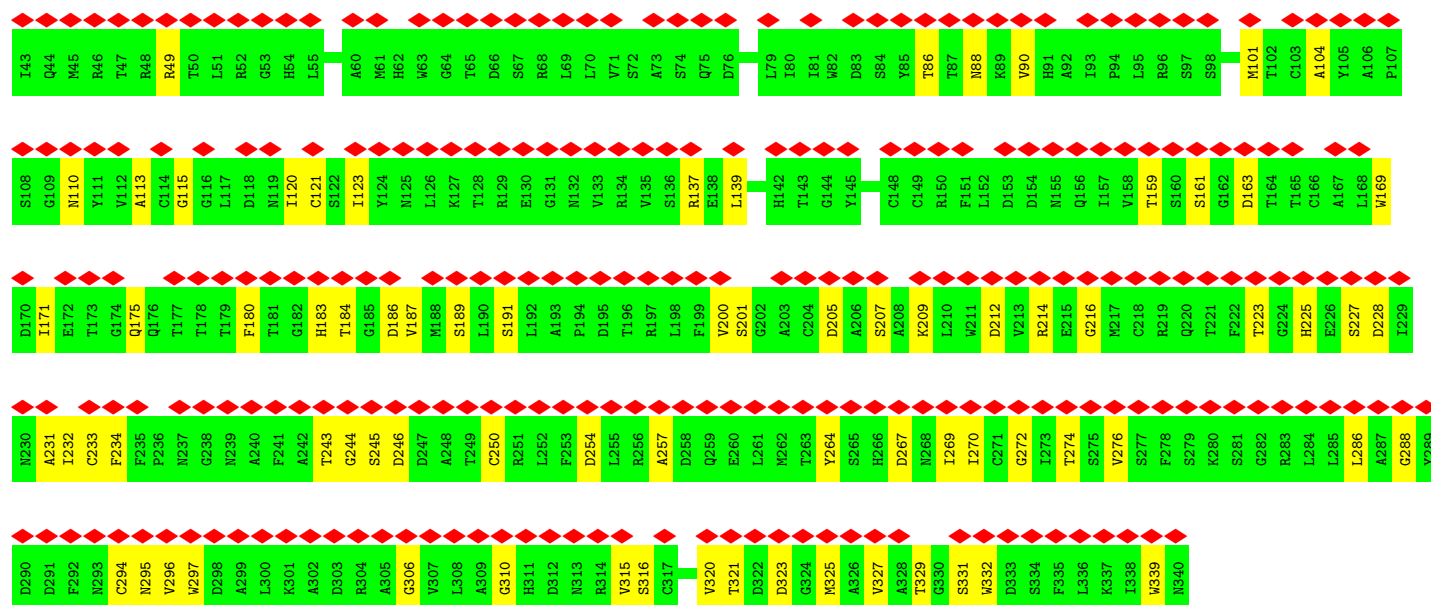 I43 Q44 M45 R46 T47 R48 R49 T50 L51 R52 G53 H54 L55 A60 M61 H62 W63 G64 T65 D66 S67 R68 L69 L70 V71 S72 A73 S74 Q75 D76 L79 I80 I81 W82 D83 S84 Y85 T86 T87 N88 K89 V90 H91 A92 I93 P94 L95 R96 S97 S98 M101 T102 C103 A104 Y105 A106 P107
S108 G109 N110 Y111 V112 A113 C114 G115 G116 L117 D118 N119 I120 C121 S122 I123 Y124 N125 L126 K127 T128 R129 E130 G131 N132 V133 R134 V135 S136 R137 E138 L139 H142 T143 G144 Y145 C148 C149 R150 F151 L152 D153 D154 N155 Q156 I157 V158 T159 S160 S161 G162 D163 T164 T165 C166 A167 L168 W169
D170 I171 E172 T173 G174 Q175 Q176 T177 T178 T179 F180 T181 G182 H183 T184 G185 D186 V187 M188 S189 L190 S191 L192 A193 P194 D195 T196 R197 L198 F199 V200 S201 G202 A203 C204 D205 A206 S207 A208 K209 L210 W211 D212 V213 R214 E215 G216 M217 C218 R219 Q220 T221 F222 T223 G224 H225 E226 S227 D228 I229
N230 A231 I232 C233 F234 F235 P236 N237 G238 N239 A240 F241 A242 T243 G244 S245 D246 D247 A248 T249 C250 R251 L252 F253 D254 L255 R256 A257 D258 Q259 E260 L261 M262 T263 Y264 S265 H266 D267 N268 I269 I270 C271 G272 I273 T274 S275 V276 S277 F278 S279 K280 S281 G282 R283 L284 L285 L286 A287 G288 Y289
D290 D291 F292 N293 C294 N295 V296 W297 D298 A299 L300 K301 A302 D303 R304 A305 G306 V307 L308 A309 G310 H311 D312 N313 R314 V315 S316 C317 V320 T321 D322 D323 G324 M325 A326 V327 A328 T329 G330 S331 W332 D333 S334 F335 L336 K337 I338 W339 N340